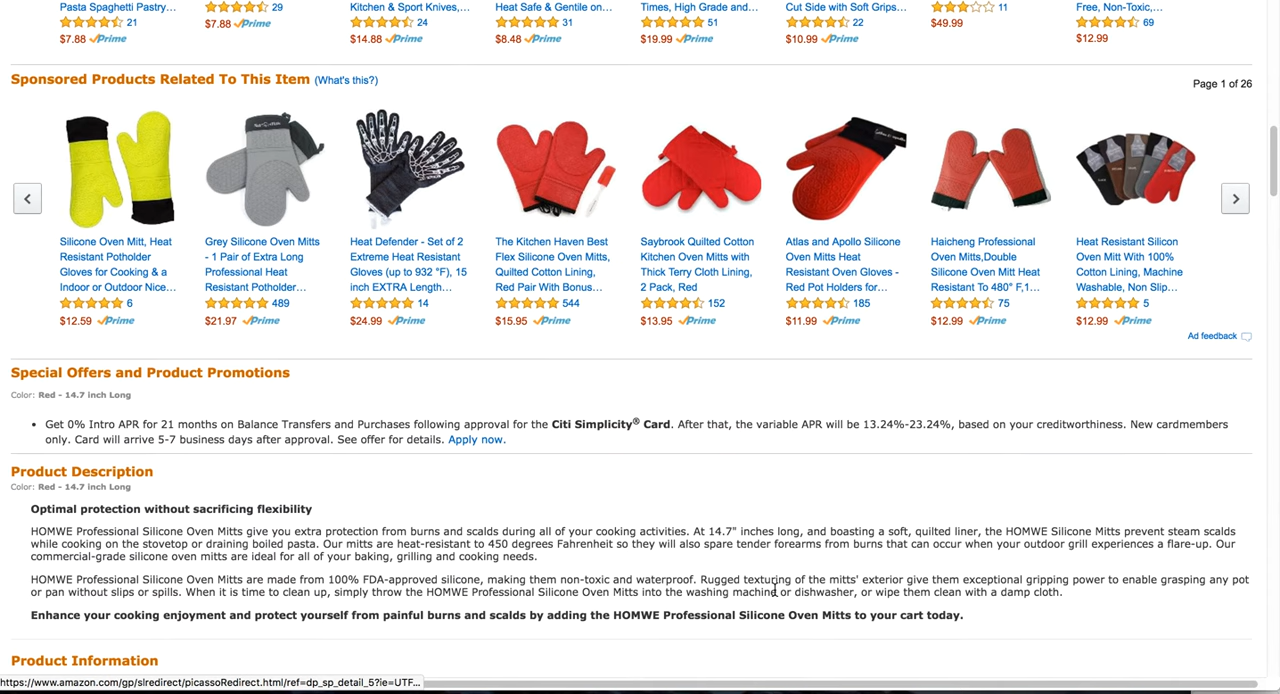 Pasta Spaghetti Pastry...
21
$7.88 Prime
29
$7.88 Prime
Kitchen & Sport Knives,...
24
$14.88 Prime
Heat Safe & Gentle on...
31
$8.48 Prime
Times, High Grade and...
51
$19.99 Prime
Cut Side with Soft Grips...
22
$10.99 Prime
11
$49.99
Free, Non-Toxic,...
69
$12.99
Sponsored Products Related To This Item (What's this?)
Page 1 of 26
Silicone Oven Mitt, Heat
Resistant Potholder
Gloves for Cooking & a
Indoor or Outdoor Nice...
6
$12.59 Prime
Grey Silicone Oven Mitts
- 1 Pair of Extra Long
Professional Heat
Resistant Potholder...
489
$21.97 Prime
Heat Defender - Set of 2
Extreme Heat Resistant
Gloves (up to 932 °F), 15
inch EXTRA Length...
14
$24.99 Prime
The Kitchen Haven Best
Flex Silicone Oven Mitts,
Quilted Cotton Lining,
Red Pair With Bonus...
544
$15.95 Prime
Saybrook Quilted Cotton
Kitchen Oven Mitts with
Thick Terry Cloth Lining,
2 Pack, Red
152
$13.95 Prime
Atlas and Apollo Silicone
Oven Mitts Heat
Resistant Oven Gloves -
Red Pot Holders for...
185
$11.99 Prime
Haicheng Professional
Oven Mitts,Double
Silicone Oven Mitt Heat
Resistant To 480° F,1...
75
$12.99 Prime
Heat Resistant Silicon
Oven Mitt With 100%
Cotton Lining, Machine
Washable, Non Slip...
5
$12.99 Prime
Ad feedback
Special Offers and Product Promotions
Color: Red - 14.7 inch Long
• Get 0% Intro APR for 21 months on Balance Transfers and Purchases following approval for the Citi Simplicity® Card. After that, the variable APR will be 13.24%-23.24%, based on your creditworthiness. New cardmembers
only. Card will arrive 5-7 business days after approval. See offer for details. Apply now.
Product Description
Color: Red - 14.7 inch Long
Optimal protection without sacrificing flexibility
HOMWE Professional Silicone Oven Mitts give you extra protection from burns and scalds during all of your cooking activities. At 14.7" inches long, and boasting a soft, quilted liner, the HOMWE Silicone Mitts prevent steam scalds
while cooking on the stovetop or draining boiled pasta. Our mitts are heat-resistant to 450 degrees Fahrenheit so they will also spare tender forearms from burns that can occur when your outdoor grill experiences a flare-up. Our
commercial-grade silicone oven mitts are ideal for all of your baking, grilling and cooking needs.
HOMWE Professional Silicone Oven Mitts are made from 100% FDA-approved silicone, making them non-toxic and waterproof. Rugged texturing of the mitts' exterior give them exceptional gripping power to enable grasping any pot
or pan without slips or spills. When it is time to clean up, simply throw the HOMWE Professional Silicone Oven Mitts into the washing machine or dishwasher, or wipe them clean with a damp cloth.
Enhance your cooking enjoyment and protect yourself from painful burns and scalds by adding the HOMWE Professional Silicone Oven Mitts to your cart today.
Product Information
https://www.amazon.com/gp/slredirect/picassoRedirect.html/ref=dp_sp_detail_5?ie=UTF...